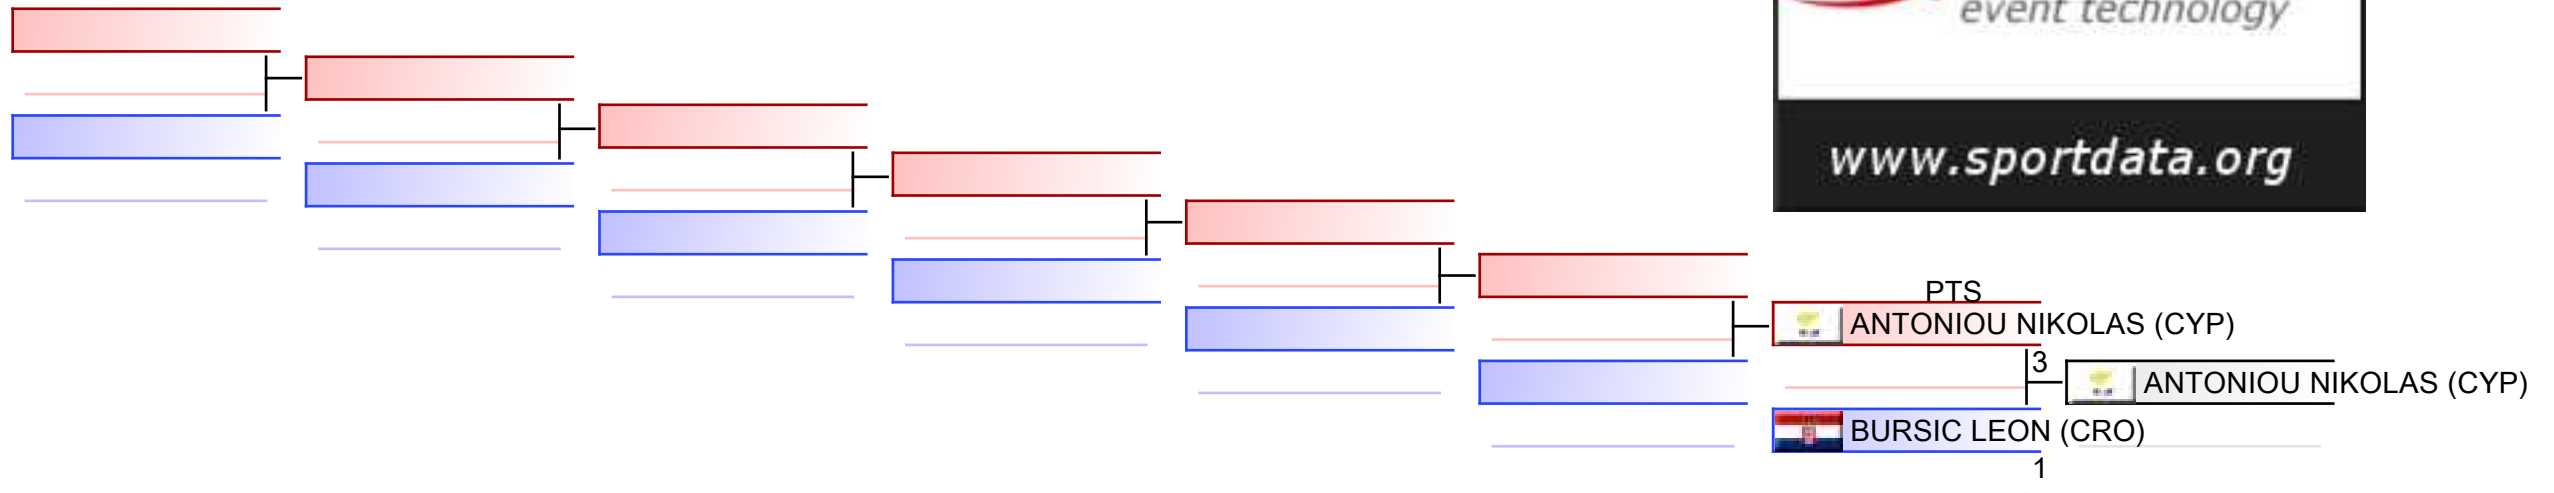 event technology
www.sportdata.org
PTS
ANTONIOU NIKOLAS (CYP)
3
ANTONIOU NIKOLAS (CYP)
BURSIC LEON (CRO)
1